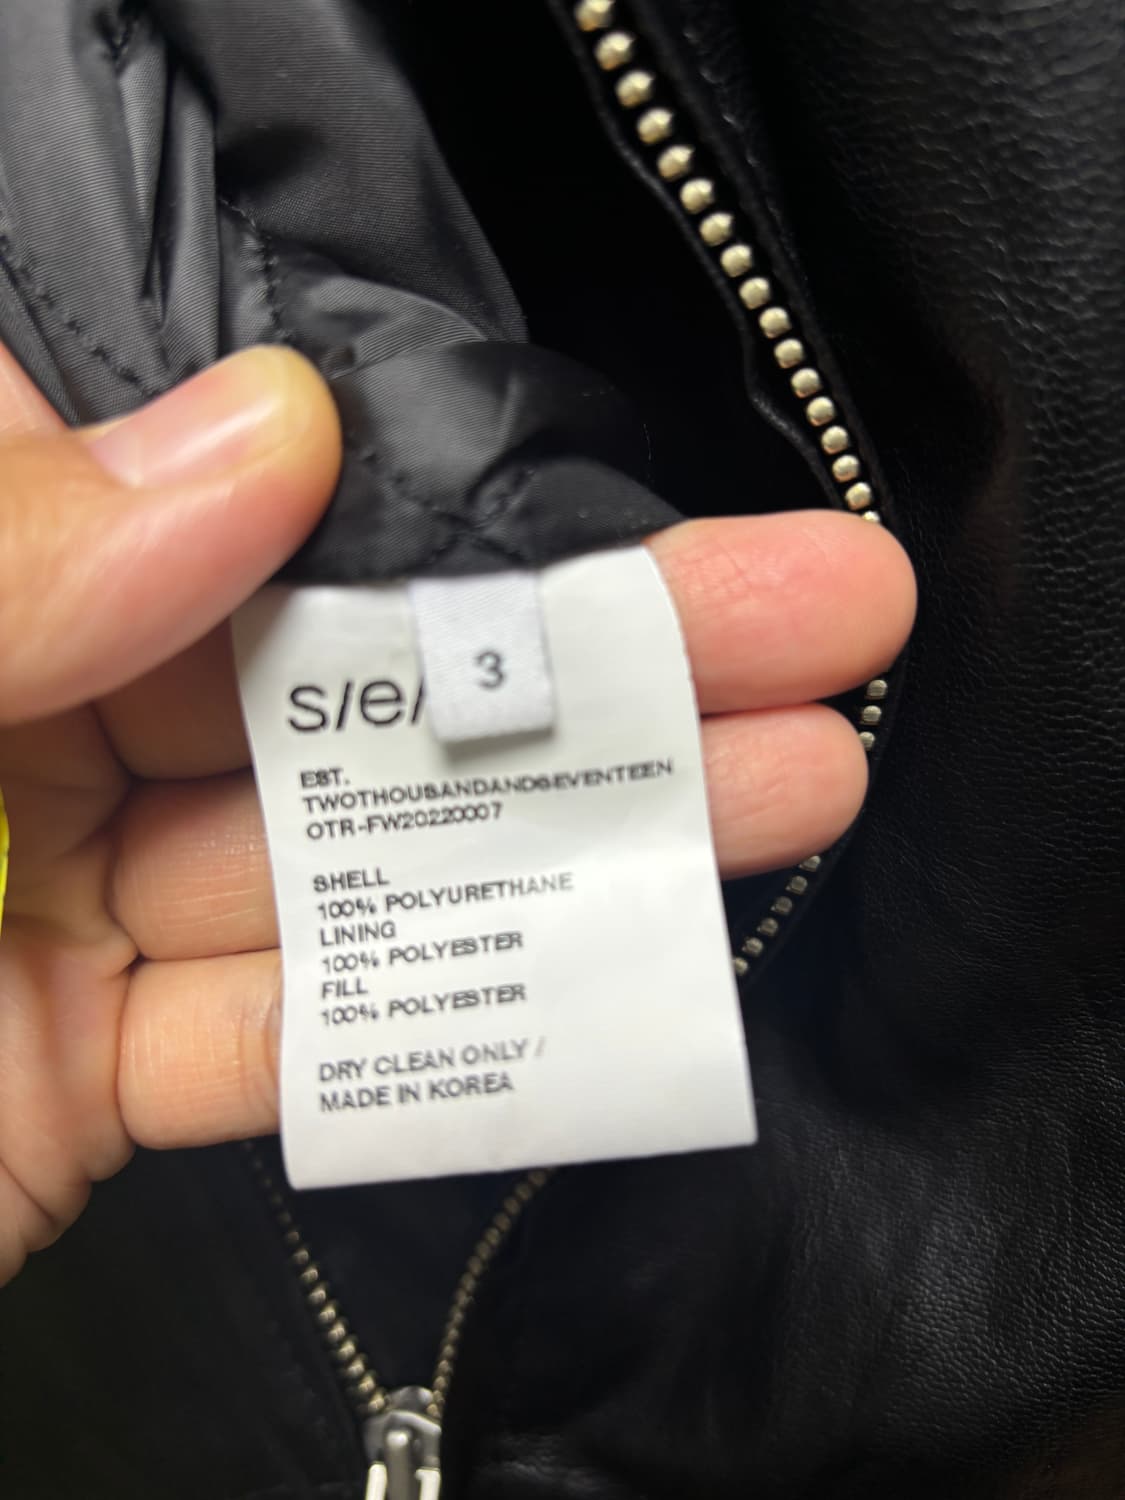 3
s/e/
EST.
TWOTHOUSANDANDSEVENTEEN
OTR-FW20220007
SHELL
100% POLYURETHANE
LINING
100% POLYESTER
FILL
100% POLYESTER
DRY CLEAN ONLY /
MADE IN KOREA